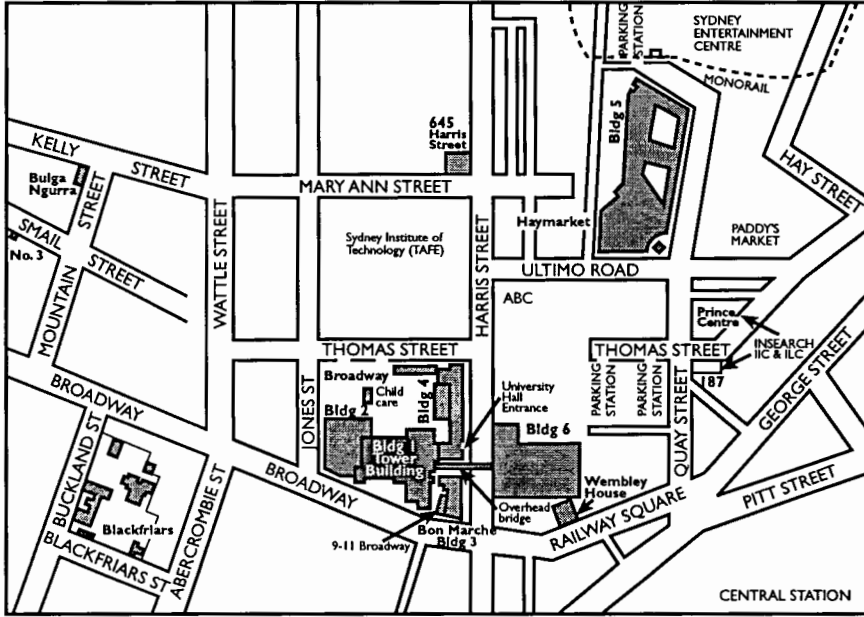 PARKING
STATION
SYDNEY
ENTERTAINMENT
CENTRE
MONORAIL
645
Harris
Street
Bldg 5
KELLY
STREET
Bulga
Ngurra
MARY ANN STREET
HAY STREET
SMAIL
STREET
No. 3
MOUNTAIN
STREET
WATTLE STREET
Sydney Institute of
Technology (TAFE)
HARRIS STREET
Haymarket
PADDY'S
MARKET
ULTIMO ROAD
ABC
Prince
Centre
INSEARCH
IIC & ILC
THOMAS STREET
THOMAS STREET
187
GEORGE STREET
BROADWAY
JONES ST
Broadway
Child
care
Bldg 4
Bldg 2
University
Hall
Entrance
PARKING
STATION
PARKING
STATION
QUAY STREET
Bldg 6
Bldg 1
Tower
Building
BUCKLAND ST
Blackfriars
BLACKFRIARS ST
ABERCROMBIE ST
BROADWAY
Overhead
bridge
Wembley
House
9-11 Broadway
Bon Marche
Bldg 3
RAILWAY SQUARE
PITT STREET
CENTRAL STATION